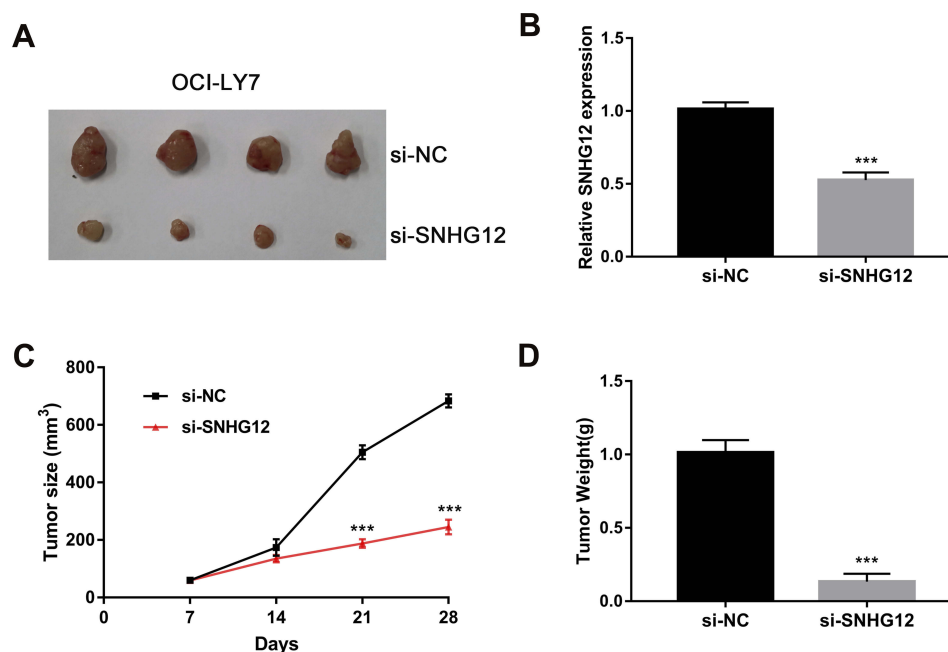 A
OCI-LY7
si-NC
si-SNHG12
B
Relative SNHG12 expression
1.5
1.0
0.5
0.0
***
si-NC
si-SNHG12
C
Tumor size (mm³)
800
600
400
200
0
si-NC
si-SNHG12
***
***
0 7 14 21 28
Days
D
Tumor Weight(g)
1.5
1.0
0.5
0.0
***
si-NC
si-SNHG12